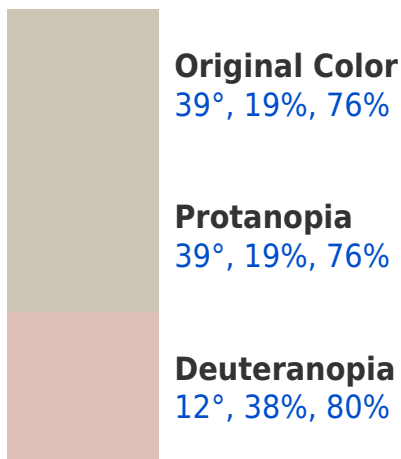 Original Color
39°, 19%, 76%
Protanopia
39°, 19%, 76%
Deuteranopia
12°, 38%, 80%